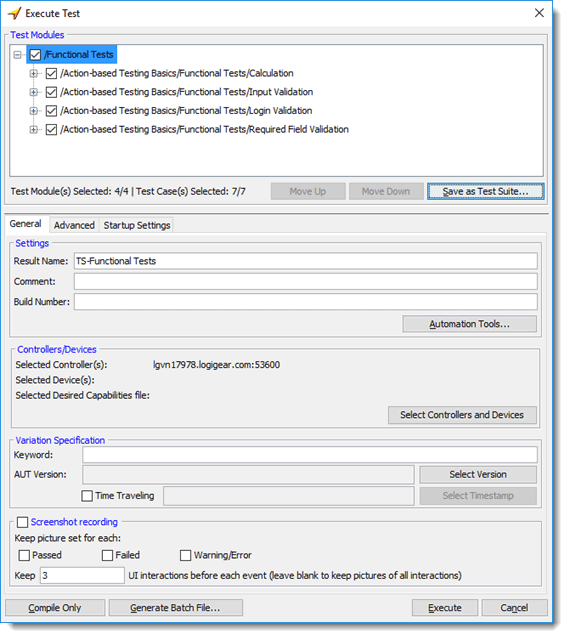 Execute Test
Test Modules
/Functional Tests
/Action-based Testing Basics/Functional Tests/Calculation
/Action-based Testing Basics/Functional Tests/Input Validation
/Action-based Testing Basics/Functional Tests/Login Validation
/Action-based Testing Basics/Functional Tests/Required Field Validation
Test Module(s) Selected: 4/4 | Test Case(s) Selected: 7/7 Move Up Move Down Save as Test Suite...
General Advanced Startup Settings
Settings
Result Name: TS-Functional Tests
Comment:
Build Number:
Automation Tools...
Controllers/Devices
Selected Controller(s): lgvn17978.logigear.com:53600
Selected Device(s):
Selected Desired Capabilities file:
Select Controllers and Devices
Variation Specification
Keyword:
AUT Version: Select Version
Time Traveling Select Timestamp
Screenshot recording
Keep picture set for each:
Passed Failed Warning/Error
Keep 3 UI interactions before each event (leave blank to keep pictures of all interactions)
Compile Only Generate Batch File... Execute Cancel